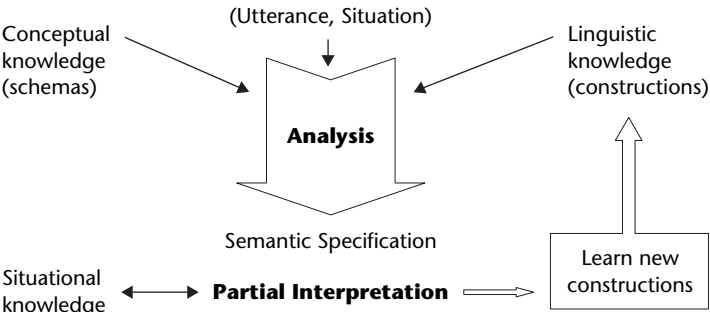 (Utterance, Situation)
Conceptual
knowledge
(schemas)
Linguistic
knowledge
(constructions)
Analysis
Semantic Specification
Learn new
constructions
Situational
knowledge
Partial Interpretation